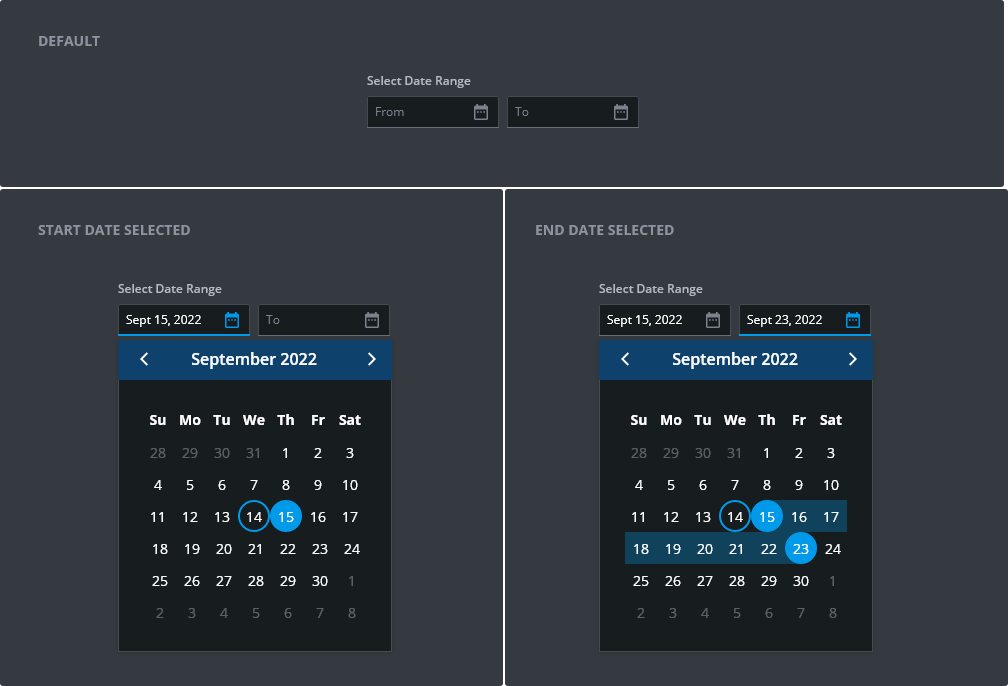 DEFAULT
Select Date Range
From To
START DATE SELECTED
Select Date Range
Sept 15, 2022 To
September 2022
Su Mo Tu We Th Fr Sat
28 29 30 31 1 2 3
4 5 6 7 8 9 10
11 12 13 14 15 16 17
18 19 20 21 22 23 24
25 26 27 28 29 30 1
2 3 4 5 6 7 8
END DATE SELECTED
Select Date Range
Sept 15, 2022 Sept 23, 2022
September 2022
Su Mo Tu We Th Fr Sat
28 29 30 31 1 2 3
4 5 6 7 8 9 10
11 12 13 14 15 16 17
18 19 20 21 22 23 24
25 26 27 28 29 30 1
2 3 4 5 6 7 8